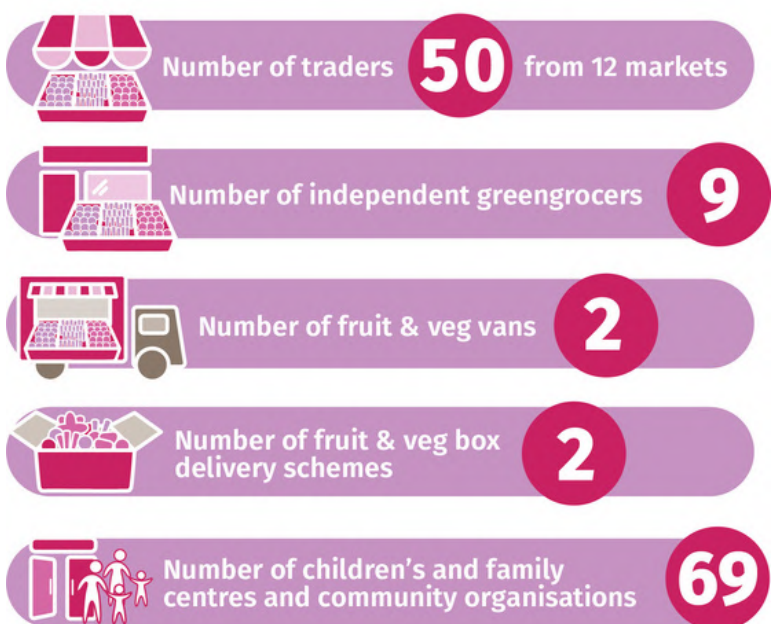 Number of traders 50 from 12 markets
Number of independent greengrocers 9
Number of fruit & veg vans 2
Number of fruit & veg box
delivery schemes 2
Number of children's and family
centres and community organisations 69